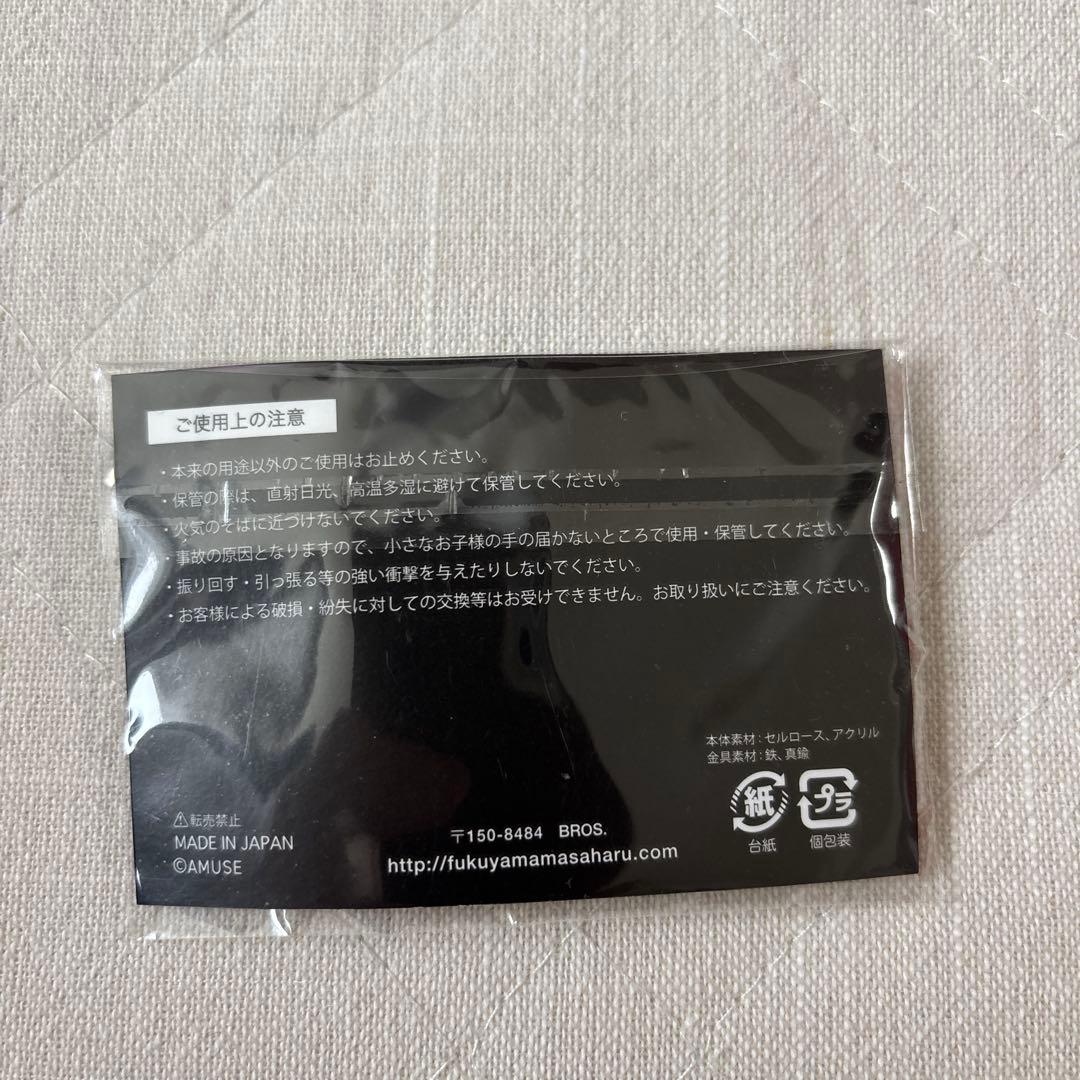 ご使用上の注意
・本来の用途以外のご使用はお止めください。
・保管の際は、直射日光、高温多湿に避けて保管してください。
・火気のそばに近づけないでください。
・事故の原因となりますので、小さなお子様の手の届かないところで使用・保管してください。
・振り回す・引っ張る等の強い衝撃を与えたりしないでください。
・お客様による破損・紛失に対しての交換等はお受けできません。お取り扱いにご注意ください。
本体素材：セルロース、アクリル
金具素材：鉄、真鍮
紙 プラ
台紙 個包装
⚠転売禁止
MADE IN JAPAN
©AMUSE
〒150-8484 BROS.
http://fukuyamamasaharu.com